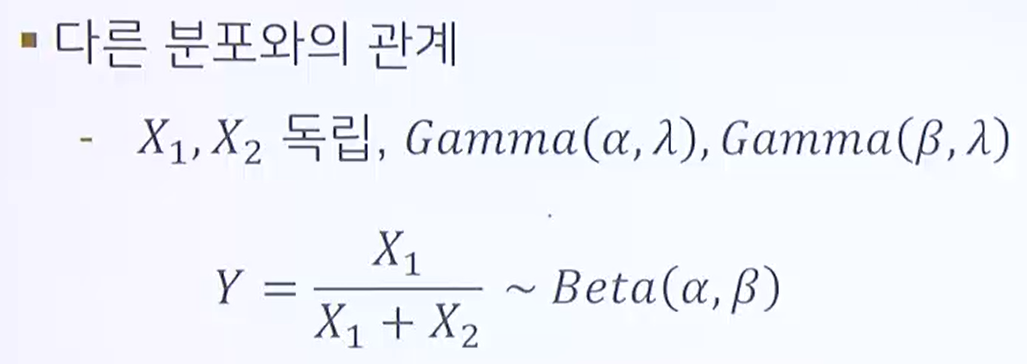 ▪ 다른 분포와의 관계
- X₁, X₂ 독립, Gamma(α, λ), Gamma(β, λ)
Y = X₁ / (X₁ + X₂) ~ Beta(α, β)